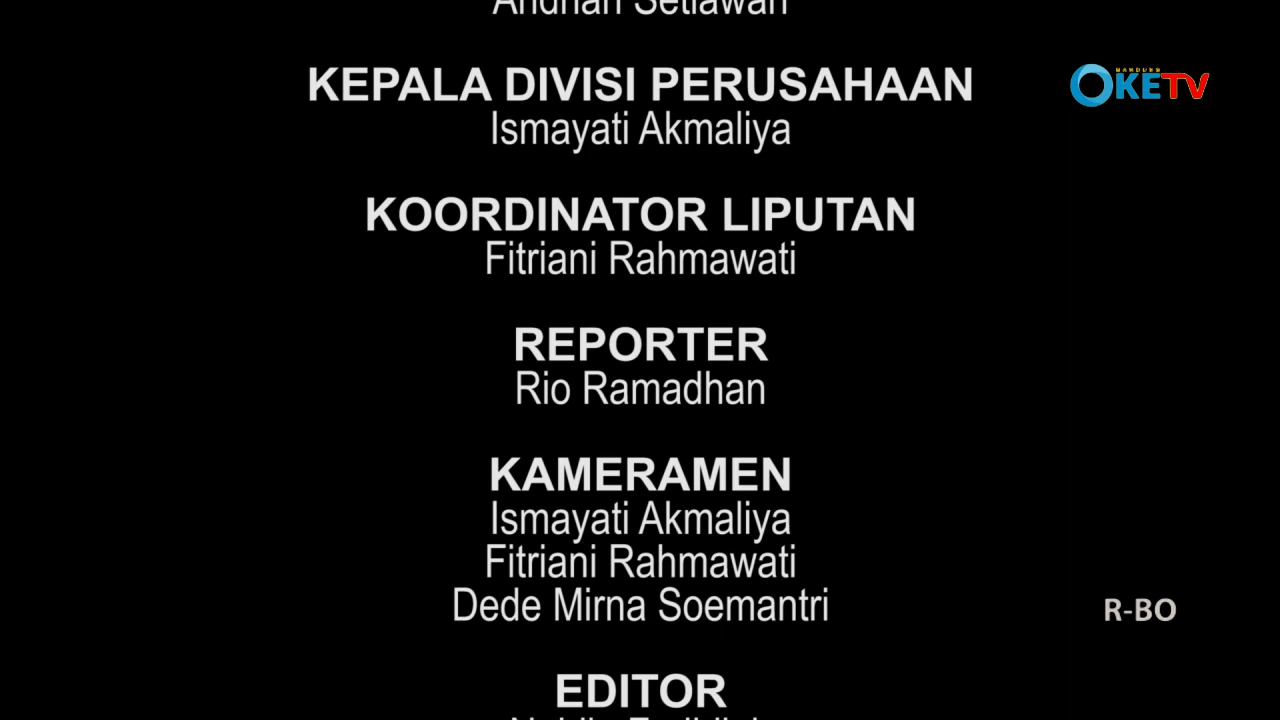 KEPALA DIVISI PERUSAHAAN
BANDUNG
OKETV
Ismayati Akmaliya
KOORDINATOR LIPUTAN
Fitriani Rahmawati
REPORTER
Rio Ramadhan
KAMERAMEN
Ismayati Akmaliya
Fitriani Rahmawati
Dede Mirna Soemantri
R-BO
EDITOR